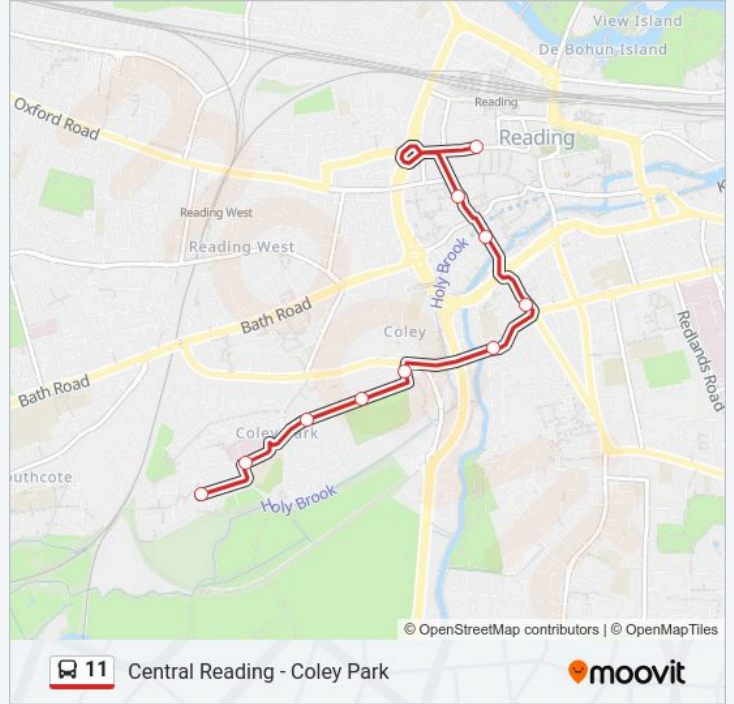 View Island
De Bohun Island
Oxford Road
Reading
Reading
Reading West
Reading West
Holy Brook
Bath Road
Coley
Redlands Road
Bath Road
Coley Park
outhcote
Holy Brook
© OpenStreetMap contributors | © OpenMapTiles
11 Central Reading - Coley Park
moovit